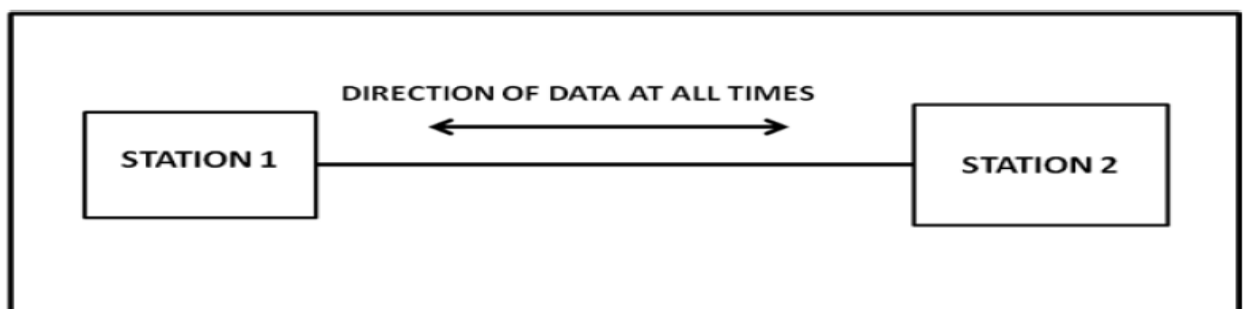 DIRECTION OF DATA AT ALL TIMES
STATION 1
STATION 2